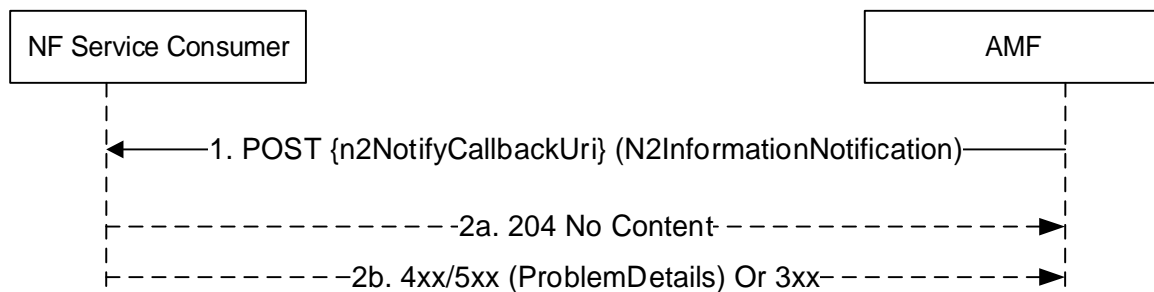 NF Service Consumer
AMF
1. POST {n2NotifyCallbackUri} (N2InformationNotification)
2a. 204 No Content
2b. 4xx/5xx (ProblemDetails) Or 3xx